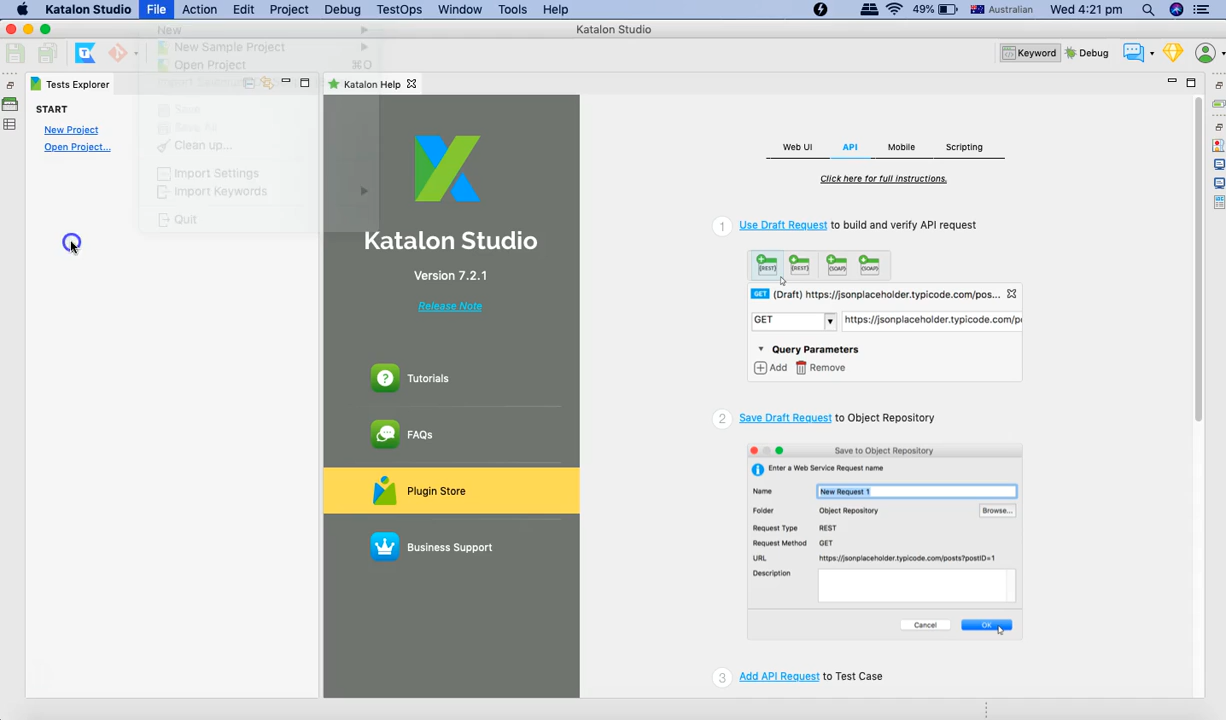 Katalon Studio File Action Edit Project Debug TestOps Window Tools Help 49% Australian Wed 4:21 pm
Katalon Studio
Keyword Debug
Tests Explorer
START
New Project
Open Project...
New
New Sample Project
Open Project ⌘O
Save
Save All
Clean up...
Import Settings
Import Keywords
Quit
Katalon Help
Katalon Studio
Version 7.2.1
Release Note
Tutorials
FAQs
Plugin Store
Business Support
Web UI API Mobile Scripting
Click here for full instructions.
1 Use Draft Request to build and verify API request
{REST} {REST} {SOAP} {SOAP}
GET (Draft) https://jsonplaceholder.typicode.com/pos...
GET https://jsonplaceholder.typicode.com/p
Query Parameters
Add Remove
2 Save Draft Request to Object Repository
Save to Object Repository
Enter a Web Service Request name
Name New Request 1
Folder Object Repository Browse...
Request Type REST
Request Method GET
URL https://jsonplaceholder.typicode.com/posts?postID=1
Description
Cancel OK
3 Add API Request to Test Case